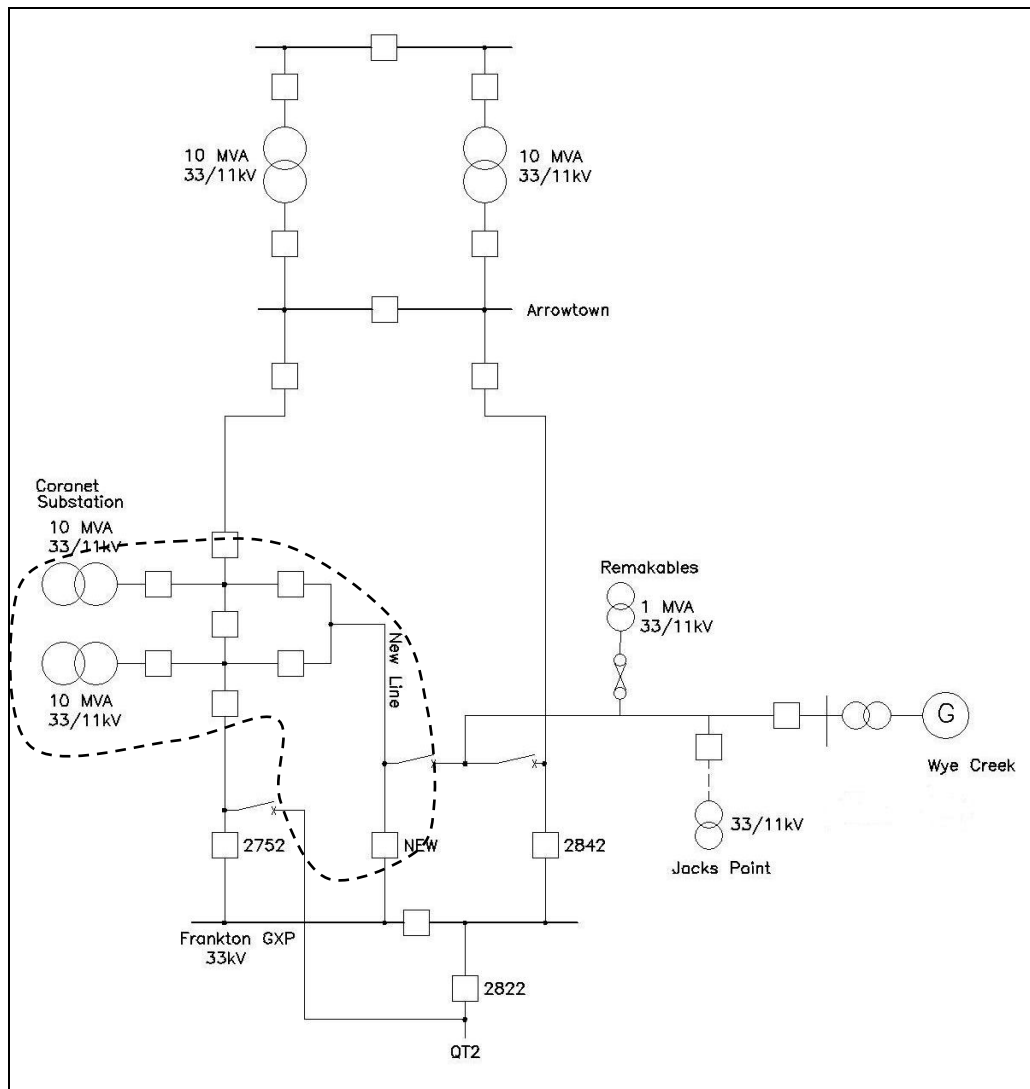 10 MVA
33/11kV
10 MVA
33/11kV
Arrowtown
Coranet
Substation
10 MVA
33/11kV
10 MVA
33/11kV
New Line
Remakables
1 MVA
33/11kV
G
Wye Creek
33/11kV
Jacks Point
2752
NEW
2842
Frankton GXP
33kV
2822
QT2